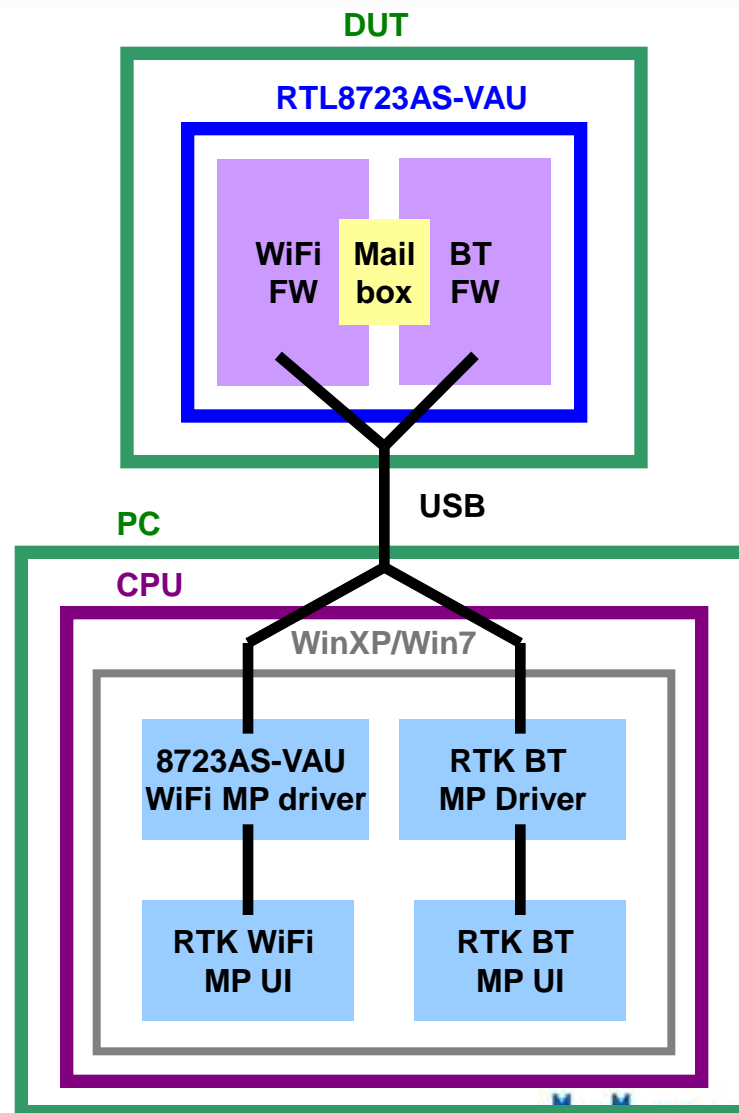 DUT
RTL8723AS-VAU
WiFi
FW
Mail
box
BT
FW
USB
PC
CPU
WinXP/Win7
8723AS-VAU
WiFi MP driver
RTK BT
MP Driver
RTK WiFi
MP UI
RTK BT
MP UI